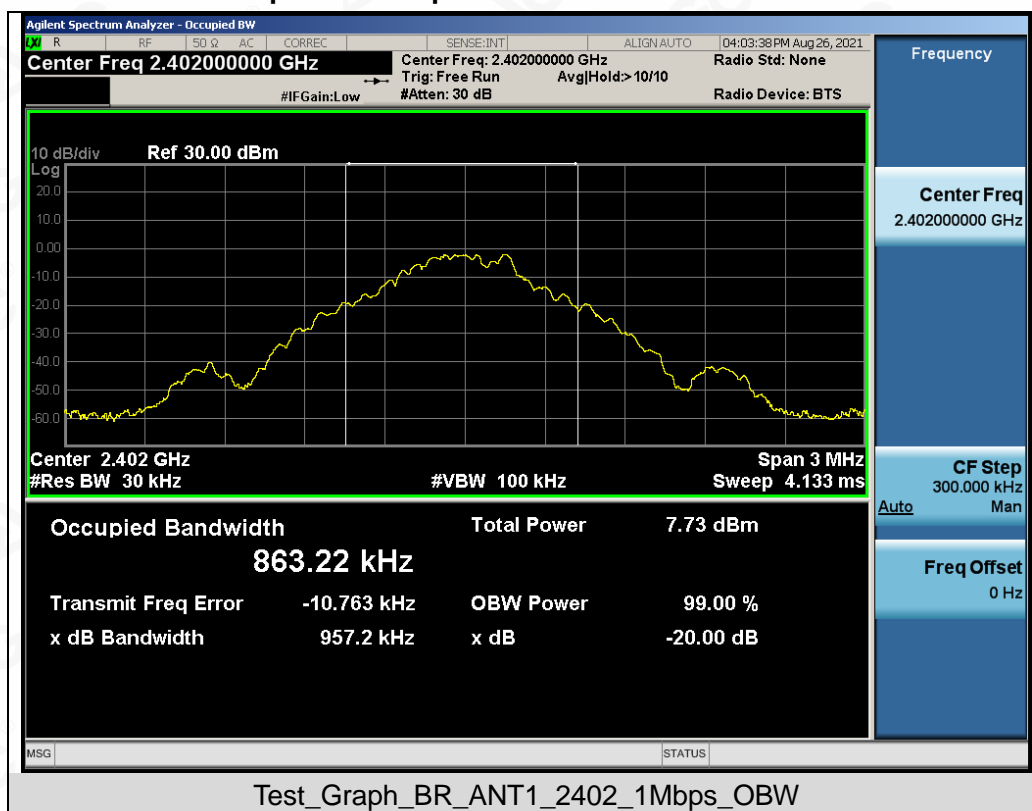 Agilent Spectrum Analyzer - Occupied BW
LXI R RF 50 Ω AC CORREC SENSE:INT ALIGN AUTO 04:03:38 PM Aug 26, 2021
Center Freq 2.402000000 GHz
Center Freq: 2.402000000 GHz
Radio Std: None
Trig: Free Run Avg|Hold:> 10/10
#IFGain:Low
#Atten: 30 dB
Radio Device: BTS
10 dB/div Ref 30.00 dBm
Log
20.0
10.0
0.00
-10.0
-20.0
-30.0
-40.0
-50.0
-60.0
Center 2.402 GHz
Span 3 MHz
#Res BW 30 kHz
#VBW 100 kHz
Sweep 4.133 ms
Occupied Bandwidth
863.22 kHz
Total Power 7.73 dBm
Transmit Freq Error -10.763 kHz
OBW Power 99.00 %
x dB Bandwidth 957.2 kHz
x dB -20.00 dB
Frequency
Center Freq
2.402000000 GHz
CF Step
300.000 kHz
Auto Man
Freq Offset
0 Hz
MSG
STATUS
Test_Graph_BR_ANT1_2402_1Mbps_OBW